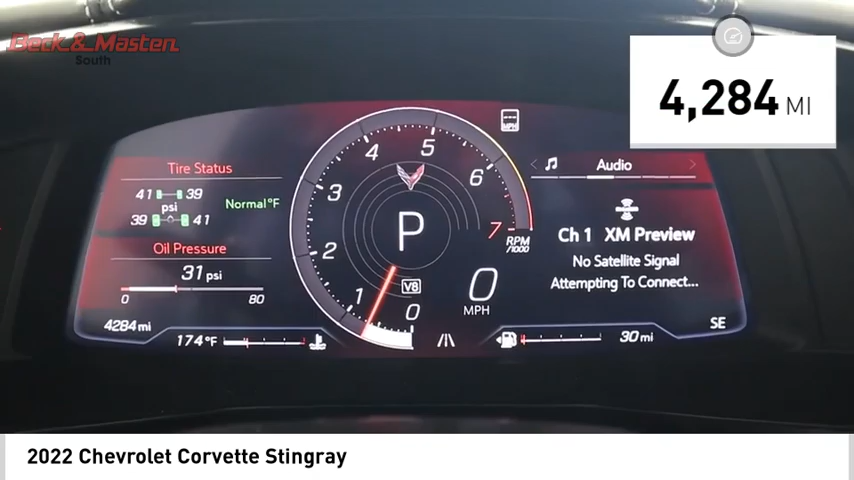 Beck & Masten
South
4,284 MI
MPH
Tire Status
41 39
psi
39 41
Normal°F
Oil Pressure
31 psi
0 80
4284 mi
174°F
0
1
2
3
4
5
6
7
RPM
/1000
P
V8
0
MPH
Audio
Ch 1 XM Preview
No Satellite Signal
Attempting To Connect...
30 mi
SE
2022 Chevrolet Corvette Stingray